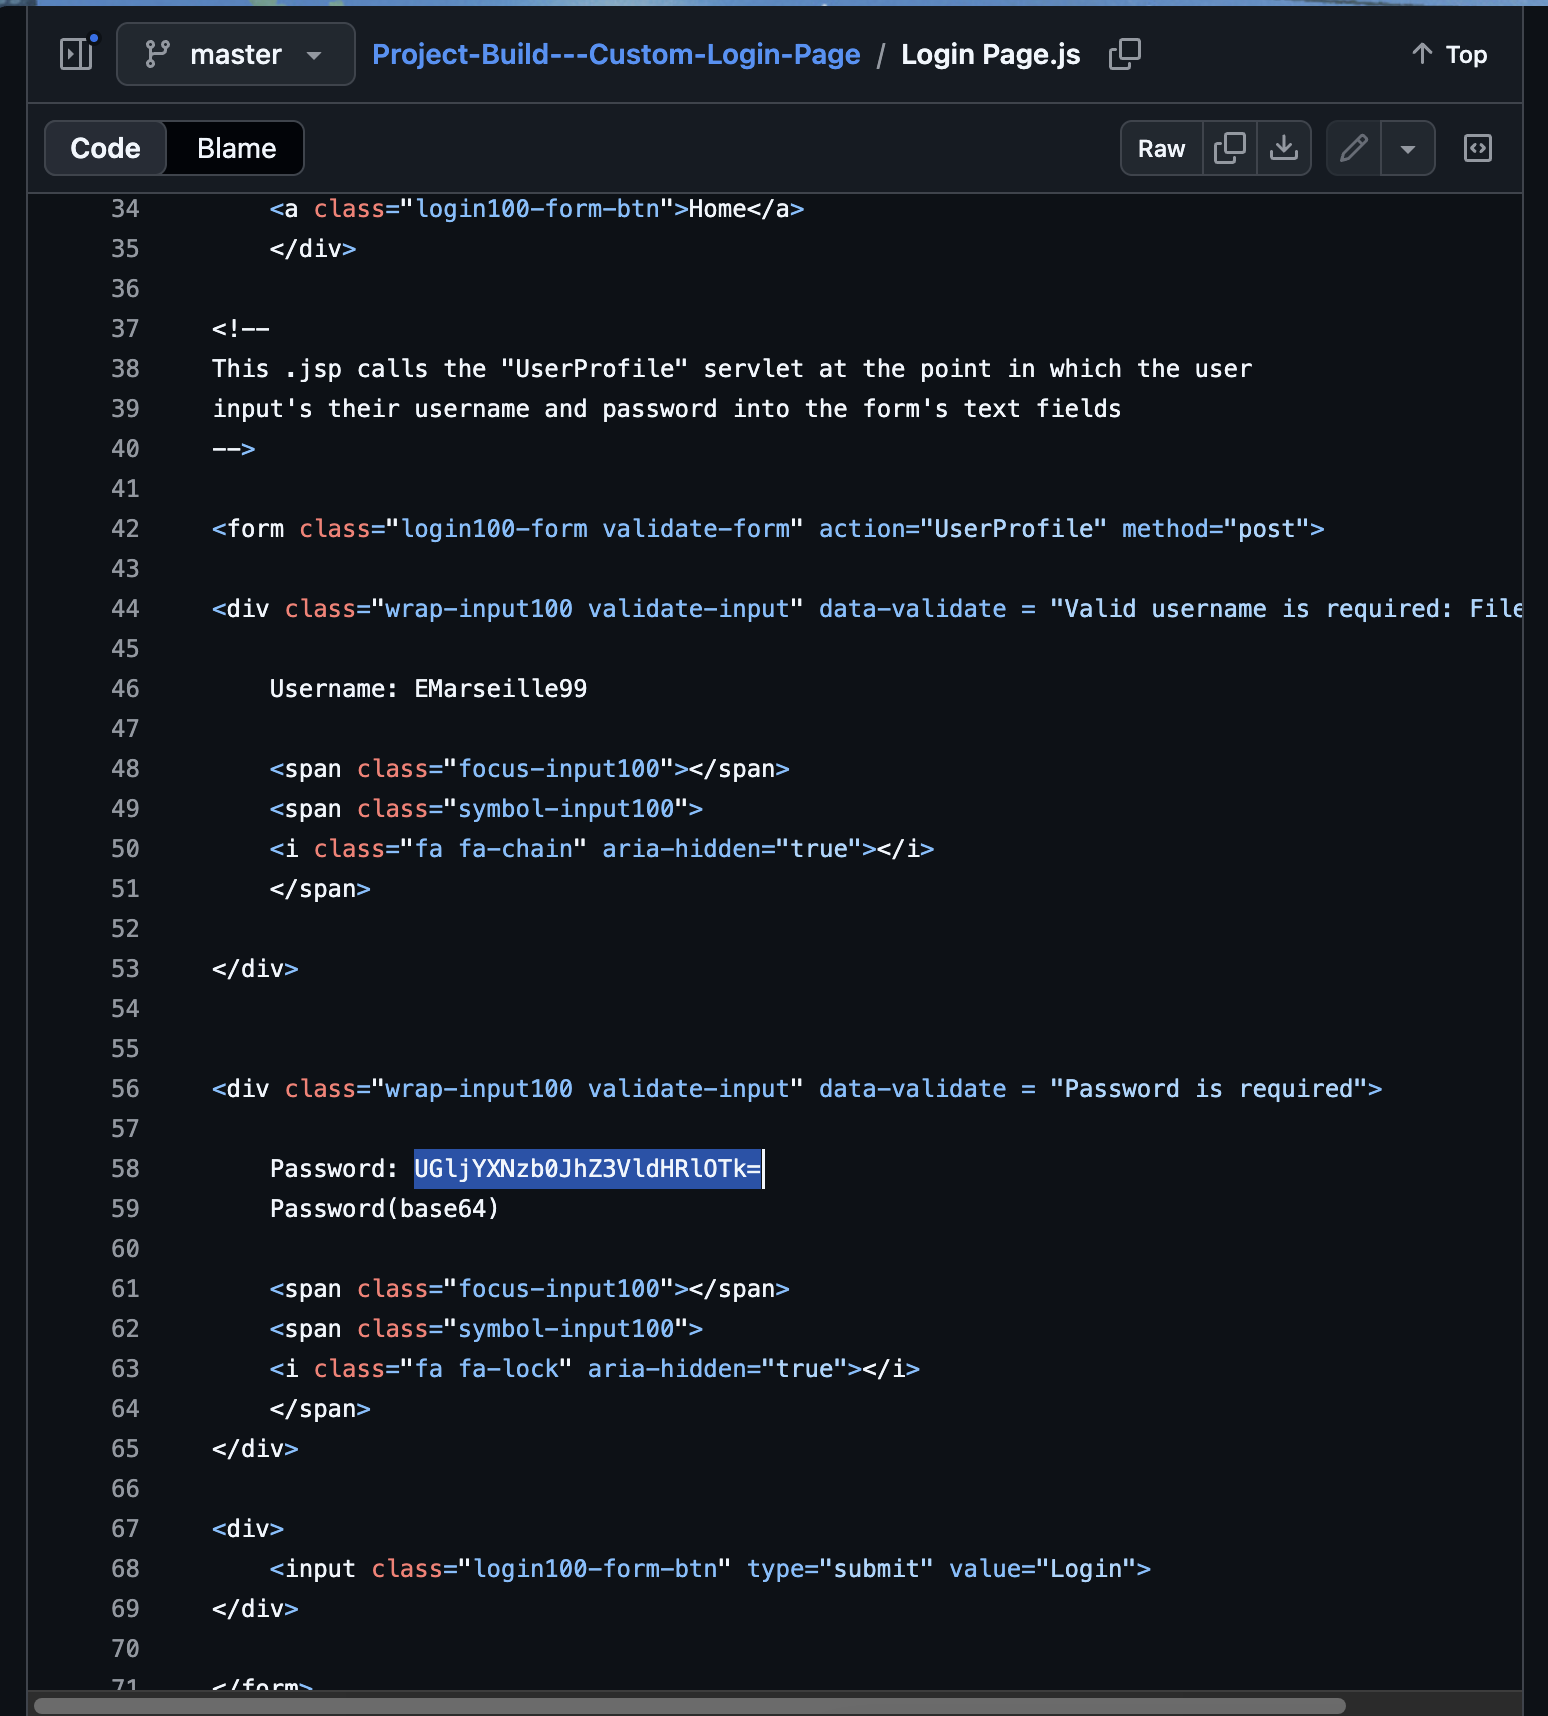 master Project-Build---Custom-Login-Page / Login Page.js Top
Code Blame Raw
34 <a class="login100-form-btn">Home</a>
35 </div>
36
37 <!--
38 This .jsp calls the "UserProfile" servlet at the point in which the user
39 input's their username and password into the form's text fields
40 -->
41
42 <form class="login100-form validate-form" action="UserProfile" method="post">
43
44 <div class="wrap-input100 validate-input" data-validate = "Valid username is required: File
45
46 Username: EMarseille99
47
48 <span class="focus-input100"></span>
49 <span class="symbol-input100">
50 <i class="fa fa-chain" aria-hidden="true"></i>
51 </span>
52
53 </div>
54
55
56 <div class="wrap-input100 validate-input" data-validate = "Password is required">
57
58 Password: UGljYXNzb0JhZ3VldHRlOTk=
59 Password(base64)
60
61 <span class="focus-input100"></span>
62 <span class="symbol-input100">
63 <i class="fa fa-lock" aria-hidden="true"></i>
64 </span>
65 </div>
66
67 <div>
68 <input class="login100-form-btn" type="submit" value="Login">
69 </div>
70
71 </form>